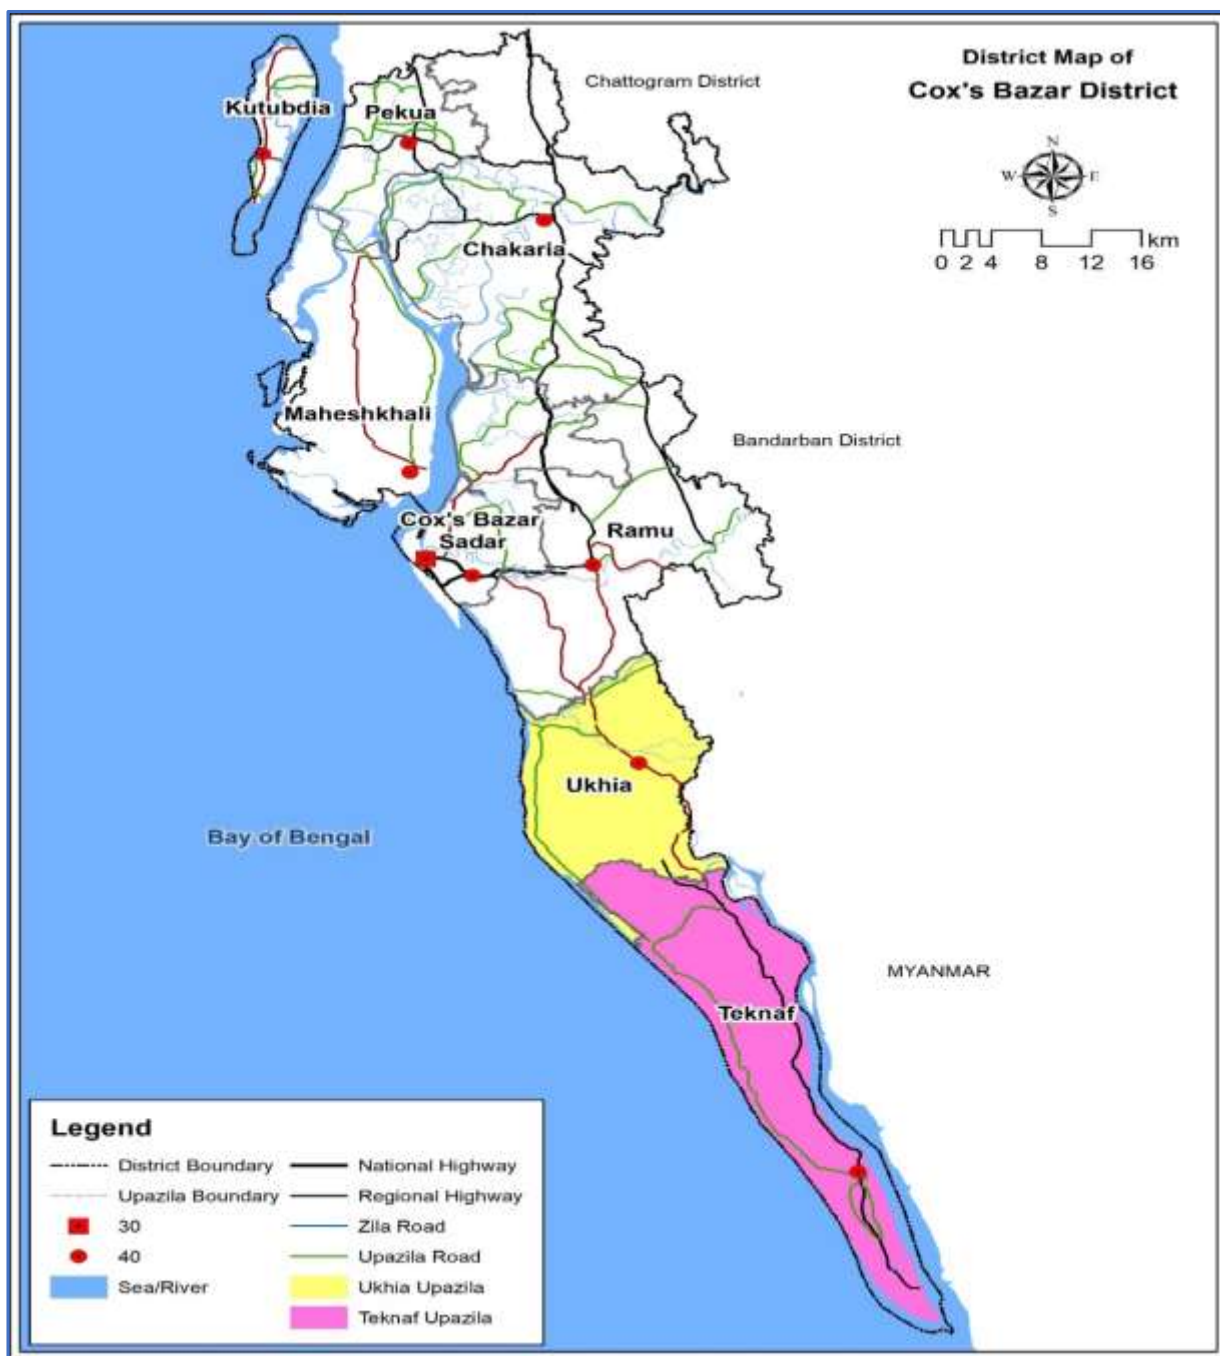 District Map of
Cox's Bazar District
Chattogram District
Kutubdia
Pekua
N
W E
S
km
0 2 4 8 12 16
Chakaria
Maheshkhali
Bandarban District
Cox's Bazar
Sadar
Ramu
Ukhia
Bay of Bengal
MYANMAR
Teknaf
Legend
District Boundary
Upazila Boundary
30
40
Sea/River
National Highway
Regional Highway
Zila Road
Upazila Road
Ukhia Upazila
Teknaf Upazila